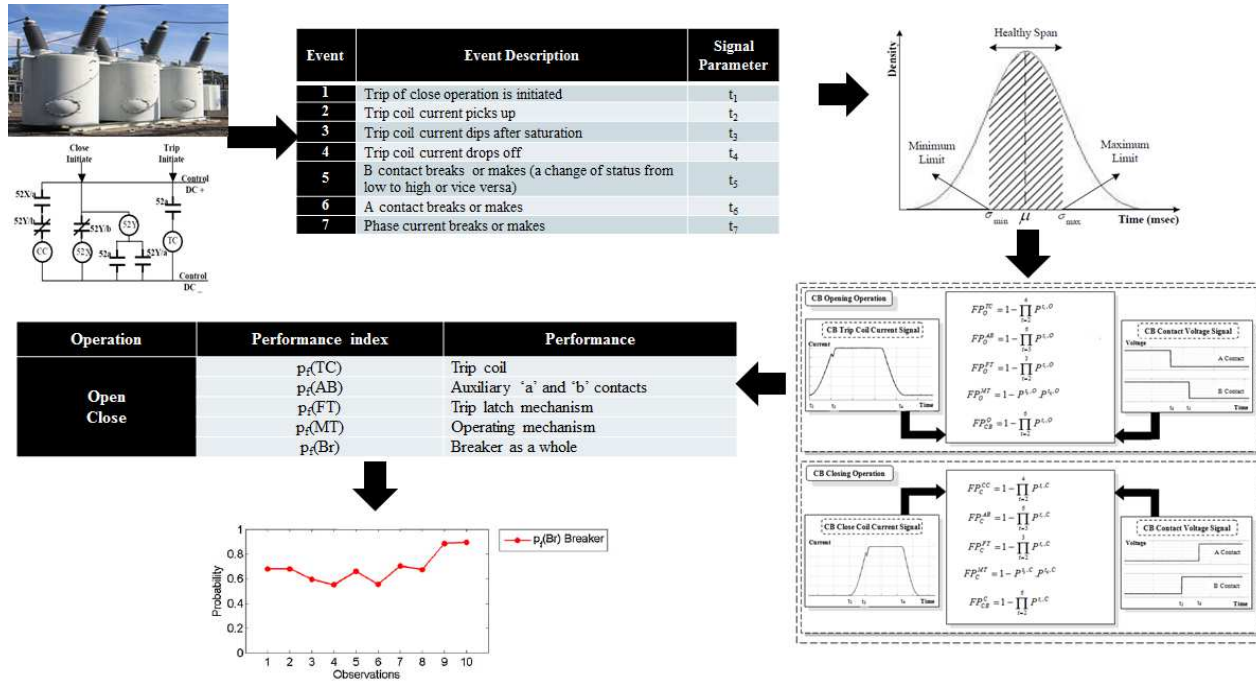 Event Event Description Signal Parameter
1 Trip of close operation is initiated t1
2 Trip coil current picks up t2
3 Trip coil current dips after saturation t3
4 Trip coil current drops off t4
5 B contact breaks or makes (a change of status from low to high or vice versa) t5
6 A contact breaks or makes t6
7 Phase current breaks or makes t7
Density
Healthy Span
Minimum Limit
Maximum Limit
σmin μ σmax Time (msec)
Close Initiate
Trip Initiate
Control DC +
52X/a
52a
52Y/b
52Y/b
52Y
CC
52X
52a
52Y/a
TC
Control
DC _
CB Opening Operation
CB Trip Coil Current Signal
Current
Time
CB Contact Voltage Signal
Voltage
A Contact
B Contact
Time
CB Closing Operation
CB Close Coil Current Signal
Current
Time
CB Contact Voltage Signal
Voltage
A Contact
B Contact
Time
Operation Performance index Performance
Open
Close
pf(TC) Trip coil
pf(AB) Auxiliary ‘a’ and ‘b’ contacts
pf(FT) Trip latch mechanism
pf(MT) Operating mechanism
pf(Br) Breaker as a whole
pf(Br) Breaker
Probability
1
0.8
0.6
0.4
0.2
0
1 2 3 4 5 6 7 8 9 10
Observations